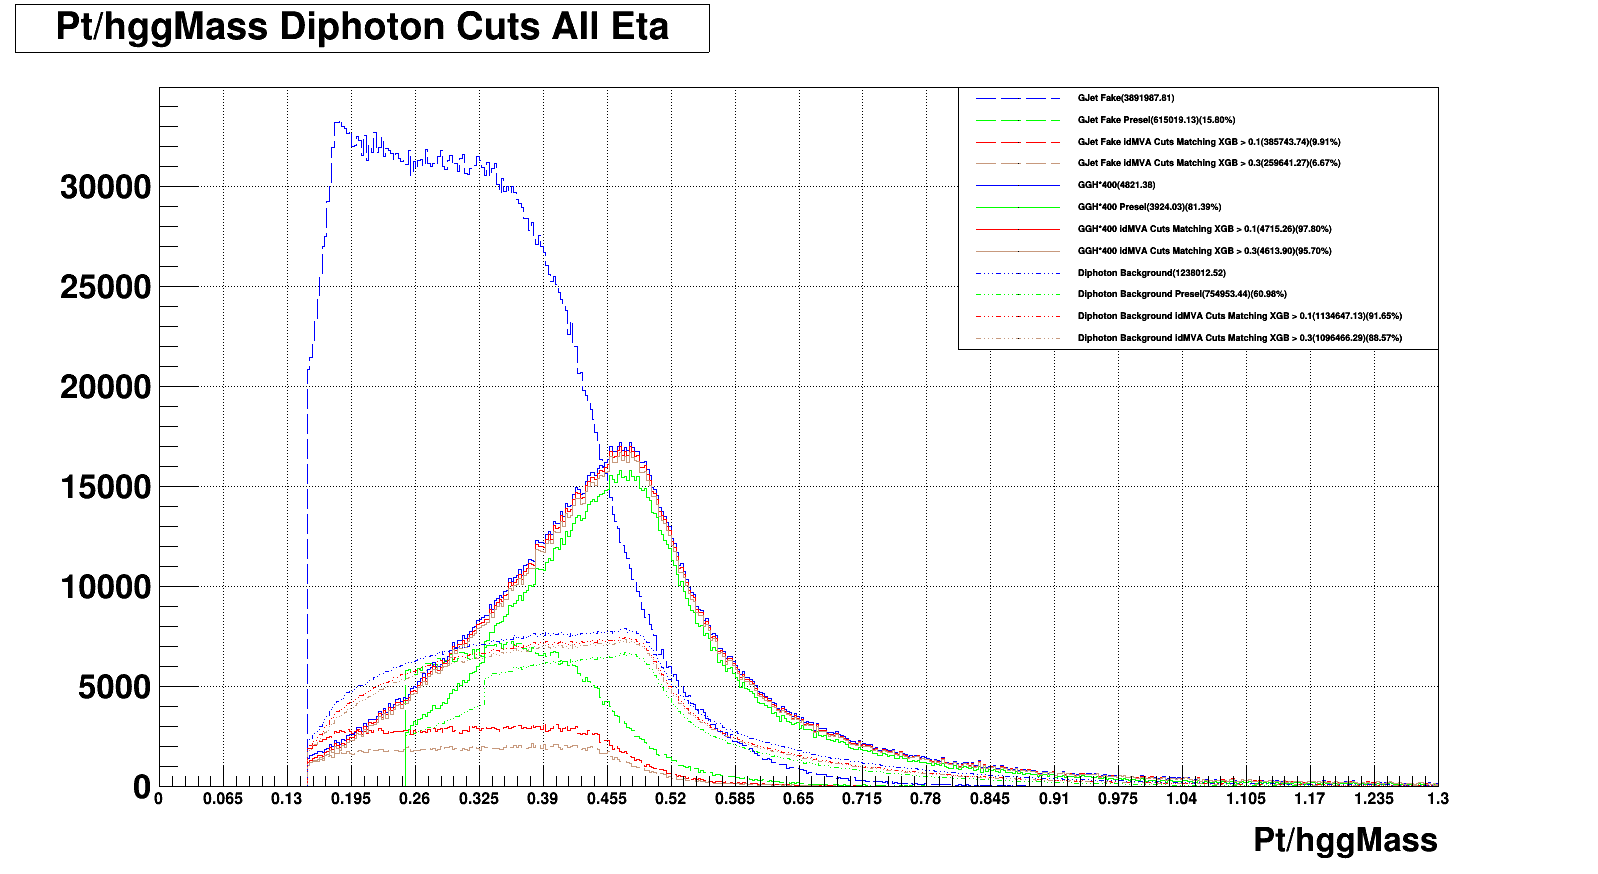 Pt/hggMass Diphoton Cuts All Eta
GJet Fake(3891987.81)
GJet Fake Presel(615019.13)(15.80%)
GJet Fake idMVA Cuts Matching XGB > 0.1(385743.74)(9.91%)
GJet Fake idMVA Cuts Matching XGB > 0.3(259641.27)(6.67%)
GGH*400(4821.38)
GGH*400 Presel(3924.03)(81.39%)
GGH*400 idMVA Cuts Matching XGB > 0.1(4715.26)(97.80%)
GGH*400 idMVA Cuts Matching XGB > 0.3(4613.90)(95.70%)
Diphoton Background(1238012.52)
Diphoton Background Presel(754953.44)(60.98%)
Diphoton Background idMVA Cuts Matching XGB > 0.1(1134647.13)(91.65%)
Diphoton Background idMVA Cuts Matching XGB > 0.3(1096466.29)(88.57%)
30000
25000
20000
15000
10000
5000
0
0 0.065 0.13 0.195 0.26 0.325 0.39 0.455 0.52 0.585 0.65 0.715 0.78 0.845 0.91 0.975 1.04 1.105 1.17 1.235 1.3
Pt/hggMass